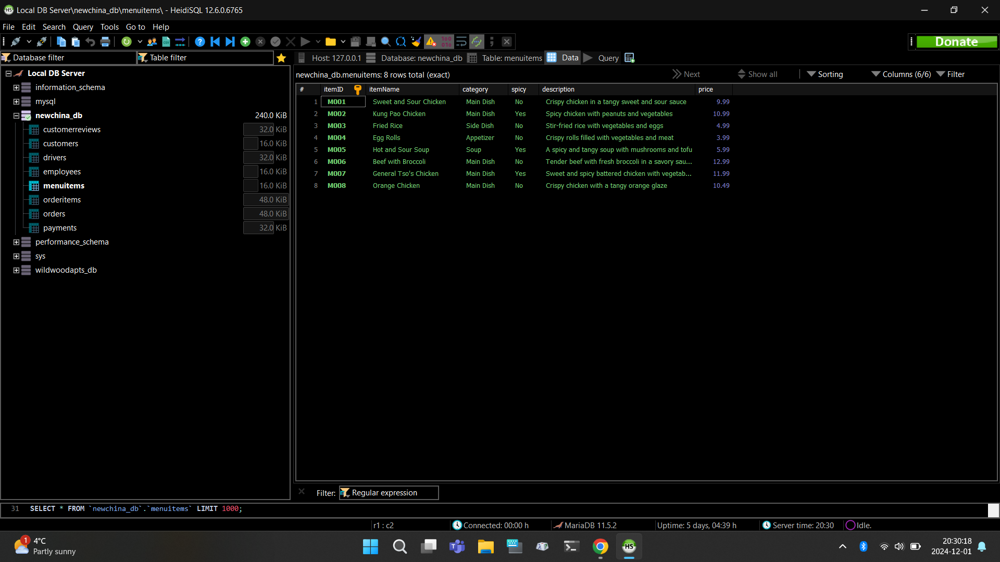 Local DB Server\newchina_db\menuitems\ - HeidiSQL 12.6.0.6765
File Edit Search Query Tools Go to Help
Donate
Database filter Table filter Host: 127.0.0.1 Database: newchina_db Table: menuitems Data Query
newchina_db.menuitems: 8 rows total (exact) Next Show all Sorting Columns (6/6) Filter
# itemID itemName category spicy description price
1 M001 Sweet and Sour Chicken Main Dish No Crispy chicken in a tangy sweet and sour sauce 9.99
2 M002 Kung Pao Chicken Main Dish Yes Spicy chicken with peanuts and vegetables 10.99
3 M003 Fried Rice Side Dish No Stir-fried rice with vegetables and eggs 4.99
4 M004 Egg Rolls Appetizer No Crispy rolls filled with vegetables and meat 3.99
5 M005 Hot and Sour Soup Soup Yes A spicy and tangy soup with mushrooms and tofu 5.99
6 M006 Beef with Broccoli Main Dish No Tender beef with fresh broccoli in a savory sau... 12.99
7 M007 General Tso's Chicken Main Dish Yes Sweet and spicy battered chicken with vegetab... 11.99
8 M008 Orange Chicken Main Dish No Crispy chicken with a tangy orange glaze 10.49
Local DB Server
information_schema
mysql
newchina_db 240.0 KiB
customerreviews 32.0 KiB
customers 16.0 KiB
drivers 32.0 KiB
employees 16.0 KiB
menuitems 16.0 KiB
orderitems 48.0 KiB
orders 48.0 KiB
payments 32.0 KiB
performance_schema
sys
wildwoodapts_db
Filter: Regular expression
31 SELECT * FROM `newchina_db`.`menuitems` LIMIT 1000;
r1 : c2 Connected: 00:00 h MariaDB 11.5.2 Uptime: 5 days, 04:39 h Server time: 20:30 Idle.
1 4°C
Partly sunny
HS
20:30:18
2024-12-01